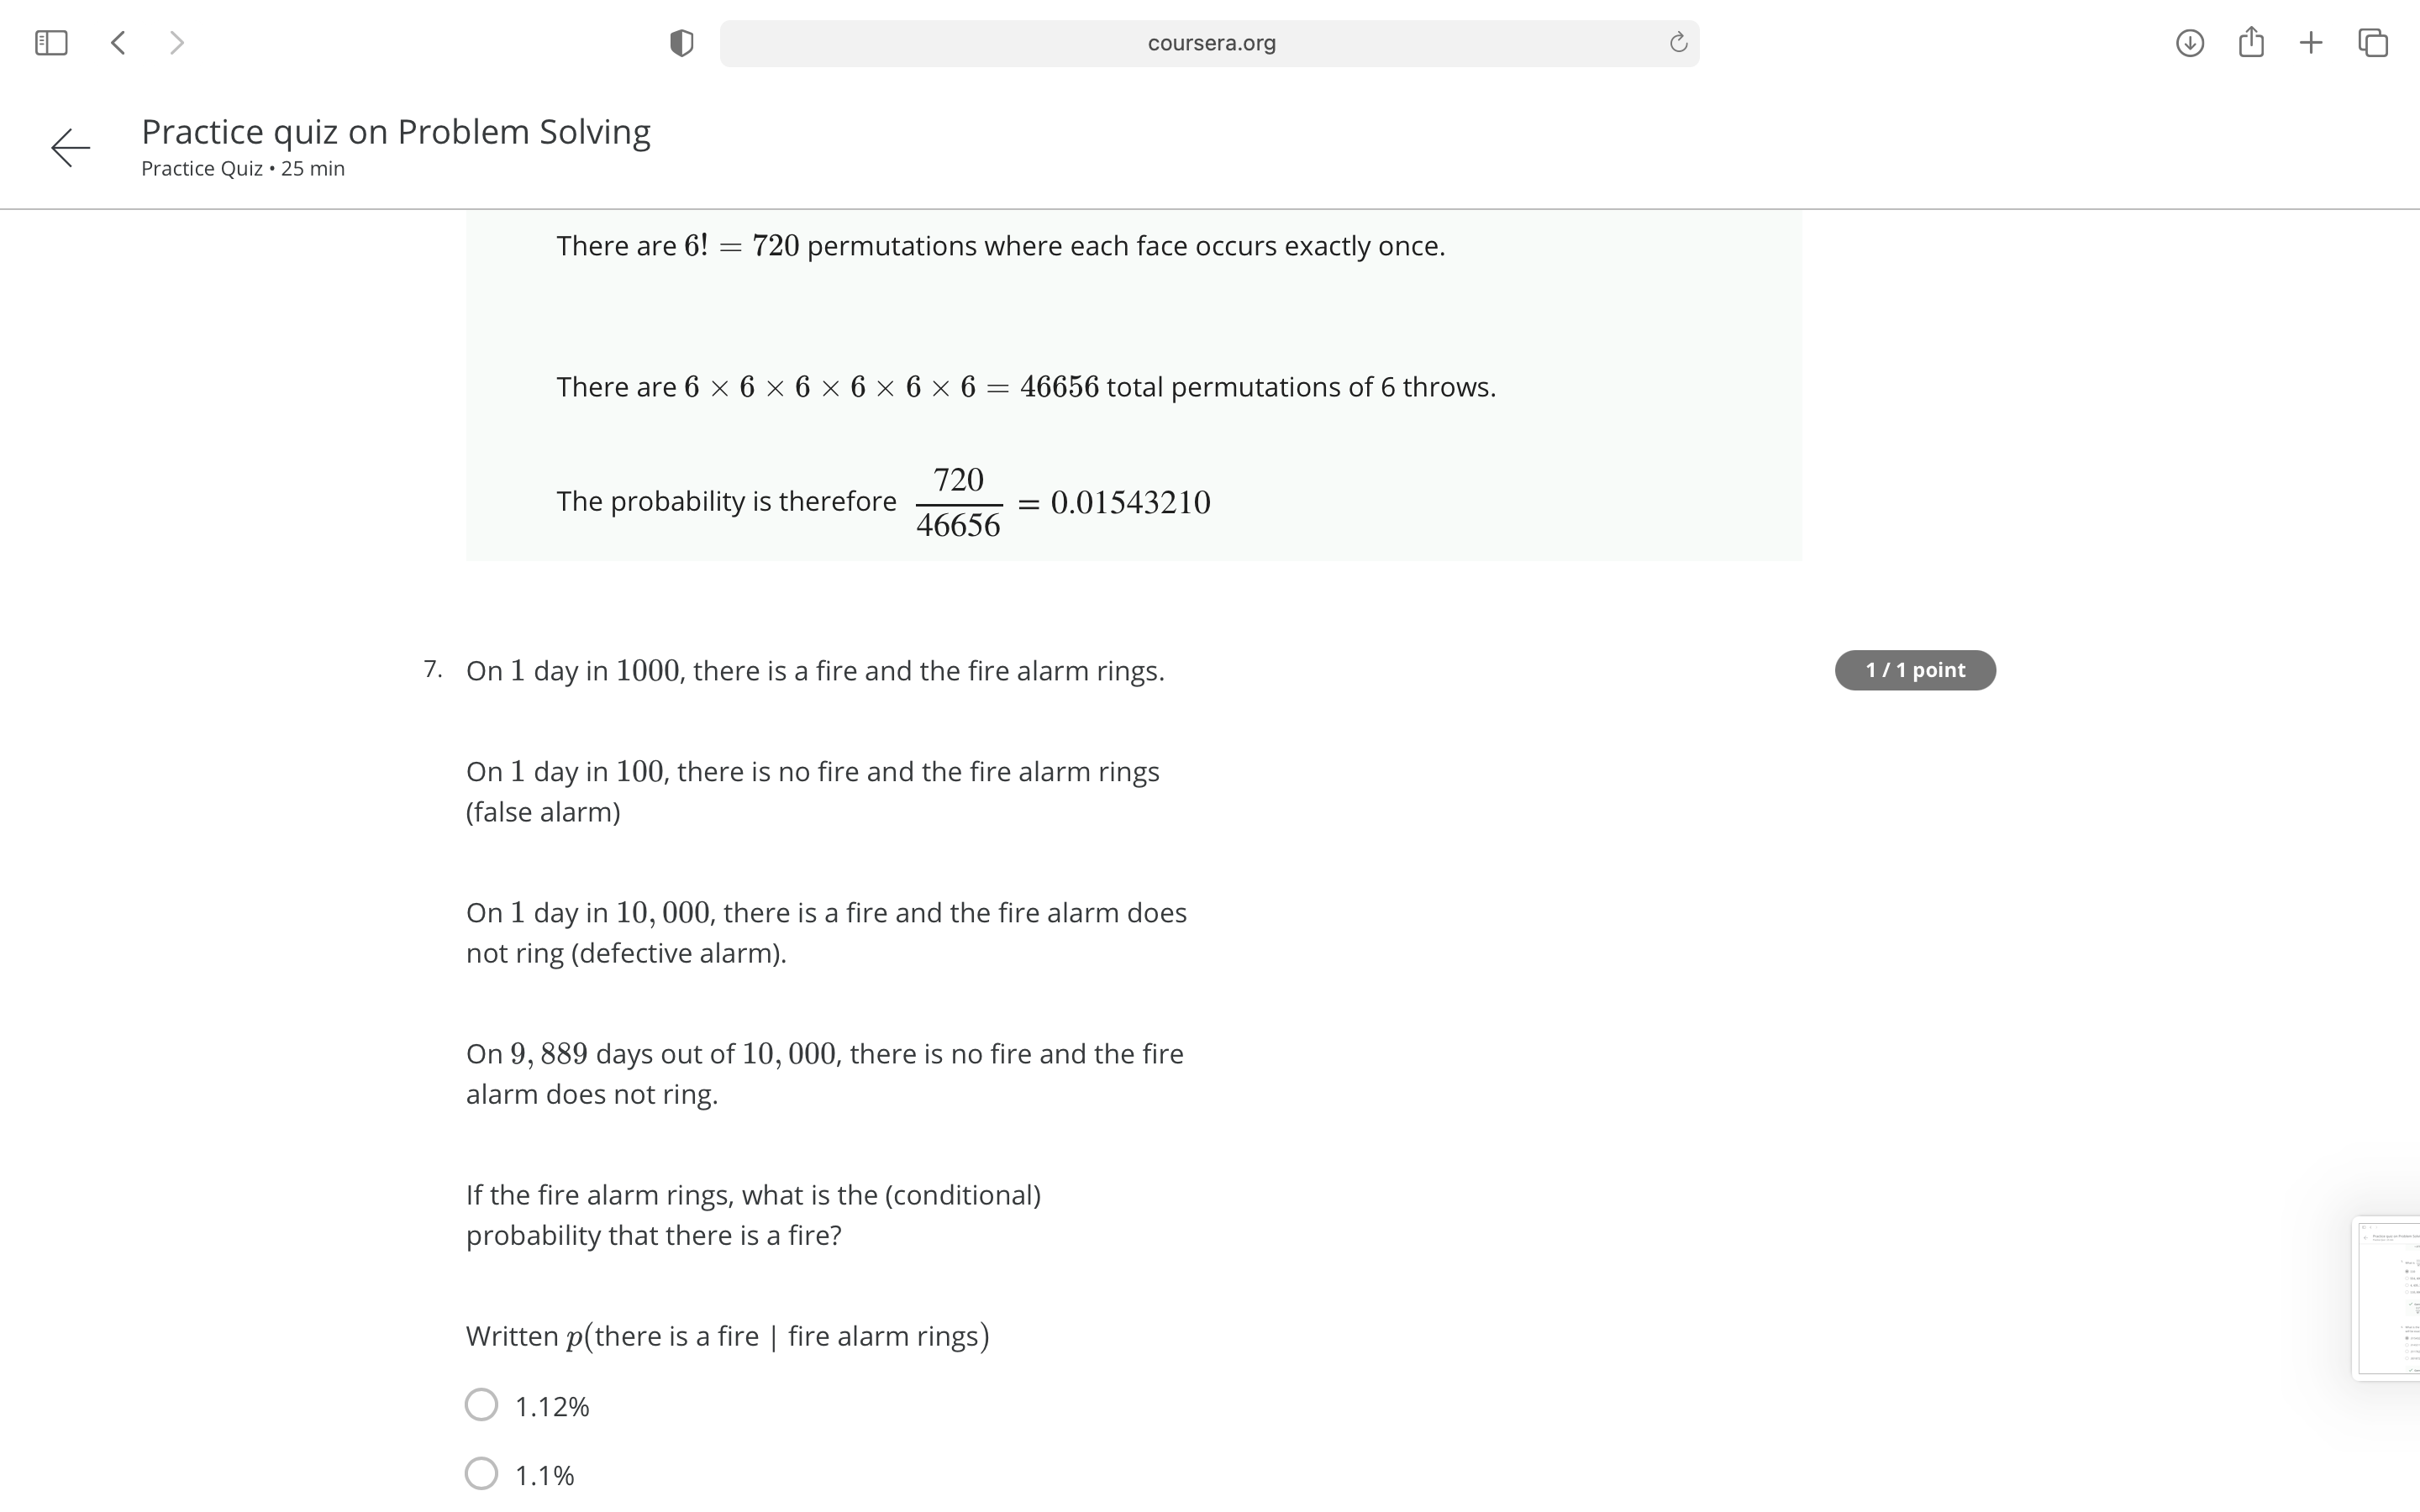 coursera.org
Practice quiz on Problem Solving
Practice Quiz • 25 min
There are 6! = 720 permutations where each face occurs exactly once.
There are 6 × 6 × 6 × 6 × 6 × 6 = 46656 total permutations of 6 throws.
The probability is therefore 720/46656 = 0.01543210
7. On 1 day in 1000, there is a fire and the fire alarm rings.
1 / 1 point
On 1 day in 100, there is no fire and the fire alarm rings
(false alarm)
On 1 day in 10, 000, there is a fire and the fire alarm does
not ring (defective alarm).
On 9, 889 days out of 10, 000, there is no fire and the fire
alarm does not ring.
If the fire alarm rings, what is the (conditional)
probability that there is a fire?
Written p(there is a fire | fire alarm rings)
1.12%
1.1%